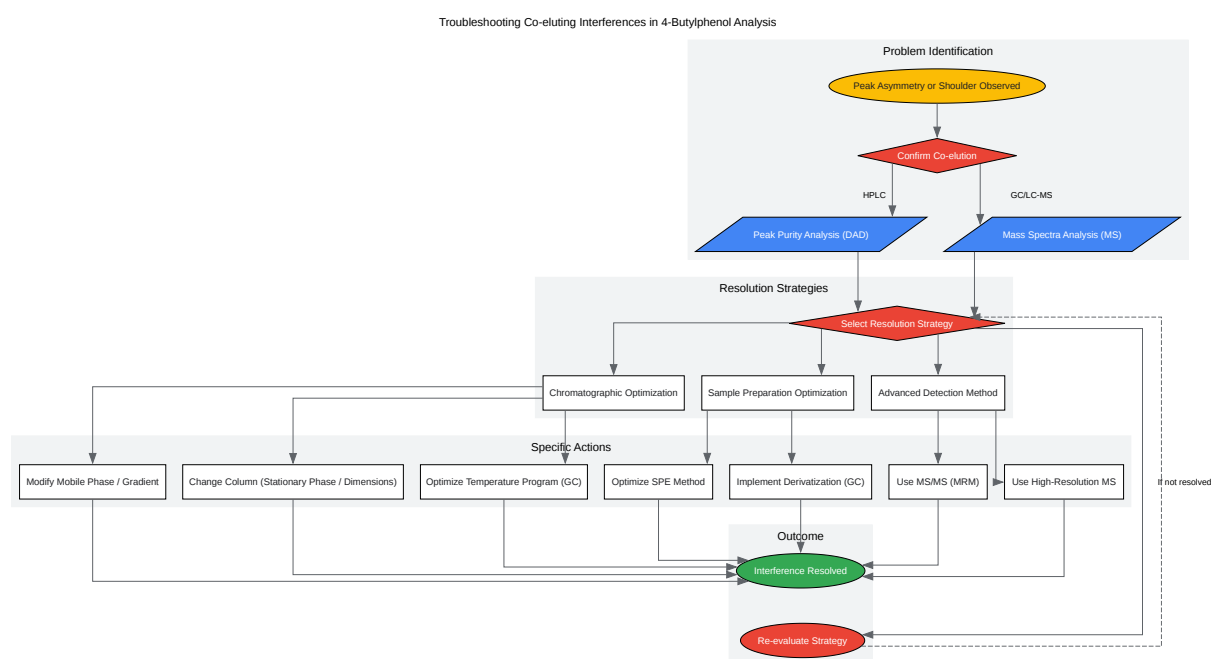 Troubleshooting Co-eluting Interferences in 4-Butylphenol Analysis
Problem Identification
Peak Asymmetry or Shoulder Observed
Confirm Co-elution
HPLC
GC/LC-MS
Peak Purity Analysis (DAD)
Mass Spectra Analysis (MS)
Resolution Strategies
Select Resolution Strategy
Chromatographic Optimization
Sample Preparation Optimization
Advanced Detection Method
Specific Actions
Modify Mobile Phase / Gradient
Change Column (Stationary Phase / Dimensions)
Optimize Temperature Program (GC)
Optimize SPE Method
Implement Derivatization (GC)
Use MS/MS (MRM)
Use High-Resolution MS
If not resolved
Outcome
Interference Resolved
Re-evaluate Strategy